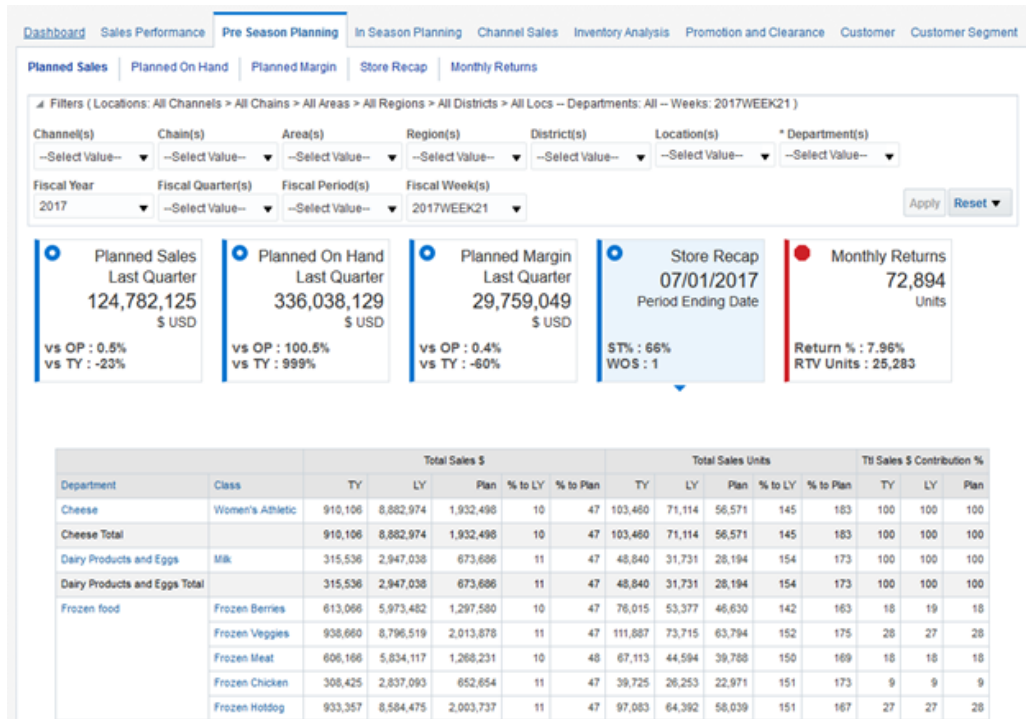 Dashboard Sales Performance Pre Season Planning In Season Planning Channel Sales Inventory Analysis Promotion and Clearance Customer Customer Segment
Planned Sales Planned On Hand Planned Margin Store Recap Monthly Returns
Filters ( Locations: All Channels > All Chains > All Areas > All Regions > All Districts > All Locs -- Departments: All -- Weeks: 2017WEEK21 )
Channel(s) Chain(s) Area(s) Region(s) District(s) Location(s) * Department(s)
--Select Value-- --Select Value-- --Select Value-- --Select Value-- --Select Value-- --Select Value-- --Select Value--
Fiscal Year Fiscal Quarter(s) Fiscal Period(s) Fiscal Week(s)
2017 --Select Value-- --Select Value-- 2017WEEK21 Apply Reset
Planned Sales
Last Quarter
124,782,125
$ USD
vs OP : 0.5%
vs TY : -23%
Planned On Hand
Last Quarter
336,038,129
$ USD
vs OP : 100.5%
vs TY : 999%
Planned Margin
Last Quarter
29,759,049
$ USD
vs OP : 0.4%
vs TY : -60%
Store Recap
07/01/2017
Period Ending Date
ST% : 66%
WOS : 1
Monthly Returns
72,894
Units
Return % : 7.96%
RTV Units : 25,283
Total Sales $ Total Sales Units Ttl Sales $ Contribution %
Department Class TY LY Plan % to LY % to Plan TY LY Plan % to LY % to Plan TY LY Plan
Cheese Women's Athletic 910,106 8,882,974 1,932,498 10 47 103,460 71,114 56,571 145 183 100 100 100
Cheese Total 910,106 8,882,974 1,932,498 10 47 103,460 71,114 56,571 145 183 100 100 100
Dairy Products and Eggs Milk 315,536 2,947,038 673,686 11 47 48,840 31,731 28,194 154 173 100 100 100
Dairy Products and Eggs Total 315,536 2,947,038 673,686 11 47 48,840 31,731 28,194 154 173 100 100 100
Frozen food Frozen Berries 613,066 5,973,482 1,297,580 10 47 76,015 53,377 46,630 142 163 18 19 18
Frozen Veggies 938,660 8,796,519 2,013,878 11 47 111,887 73,715 63,794 152 175 28 27 28
Frozen Meat 606,166 5,834,117 1,268,231 10 48 67,113 44,594 39,788 150 169 18 18 18
Frozen Chicken 308,425 2,837,093 652,654 11 47 39,725 26,253 22,971 151 173 9 9 9
Frozen Hotdog 933,357 8,584,475 2,003,737 11 47 97,083 64,392 58,039 151 167 27 27 28